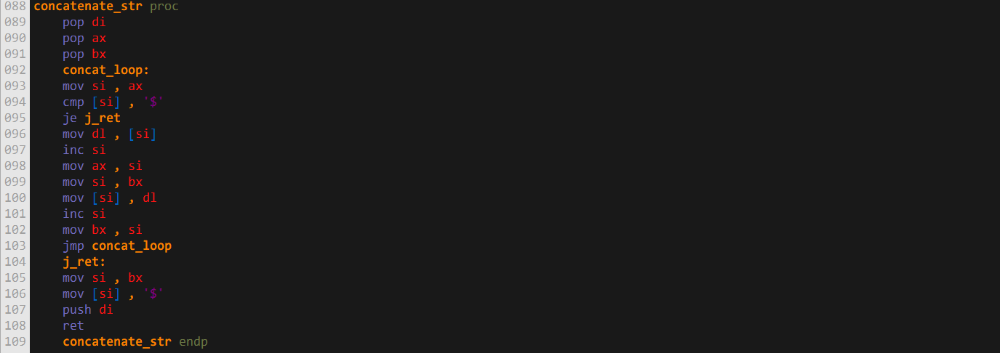 088 concatenate_str proc
089     pop di
090     pop ax
091     pop bx
092     concat_loop:
093     mov si , ax
094     cmp [si] , '$'
095     je j_ret
096     mov dl , [si]
097     inc si
098     mov ax , si
099     mov si , bx
100     mov [si] , dl
101     inc si
102     mov bx , si
103     jmp concat_loop
104     j_ret:
105     mov si , bx
106     mov [si] , '$'
107     push di
108     ret
109     concatenate_str endp